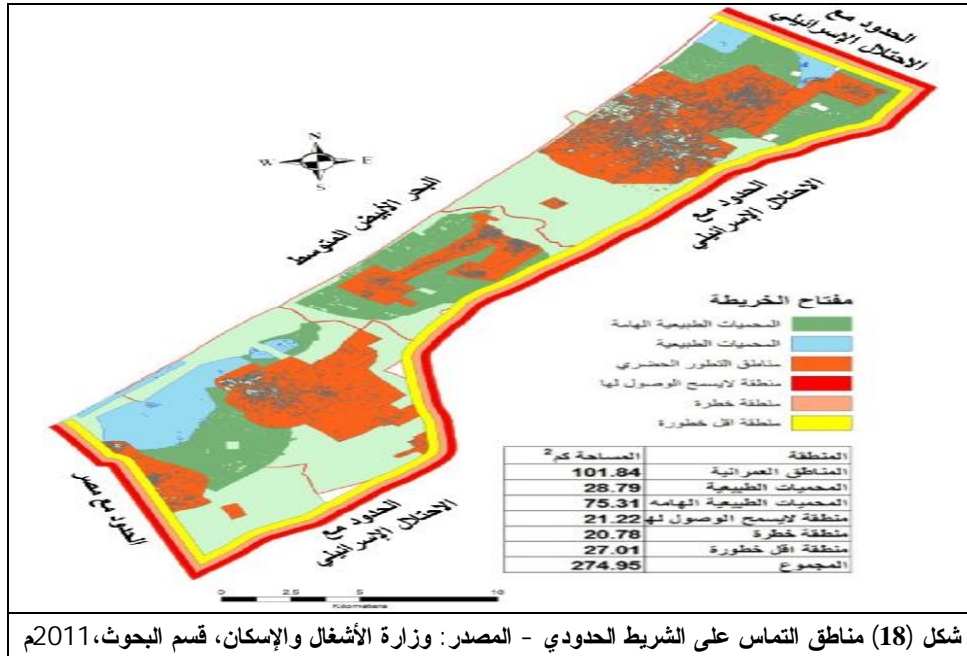 الحدود مع
الاحتلال الإسرائيلي
N
W E
S
البحر الأبيض المتوسط
الحدود مع
الاحتلال الإسرائيلي
مفتاح الخريطة
المحميات الطبيعية الهامة
المحميات الطبيعية
مناطق التطور الحضري
منطقة لايسمح الوصول لها
منطقة خطرة
منطقة اقل خطورة
المنطقة المساحة كم2
المناطق العمرانية 101.84
المحميات الطبيعية 28.79
المحميات الطبيعية الهامه 75.31
منطقة لايسمح الوصول لها 21.22
منطقة خطرة 20.78
منطقة اقل خطورة 27.01
المجموع 274.95
الحدود مع مصر
الحدود مع
الاحتلال الإسرائيلي
0 2.5 5 10
Kilometers
شكل (18) مناطق التماس على الشريط الحدودي - المصدر: وزارة الأشغال والإسكان، قسم البحوث،2011م